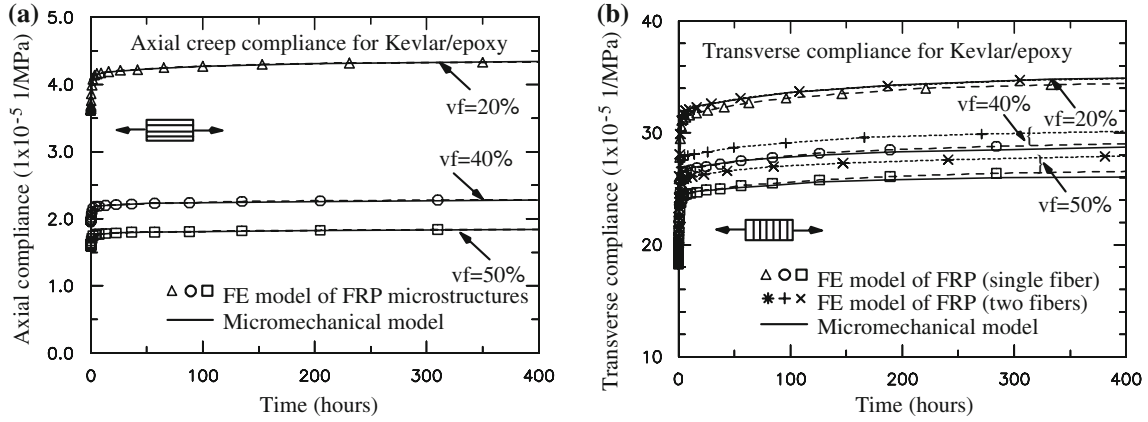 (a)
Axial compliance (1x10⁻⁵ 1/MPa)
5.0
4.0
3.0
2.0
1.0
0.0
Axial creep compliance for Kevlar/epoxy
vf=20%
vf=40%
vf=50%
FE model of FRP microstructures
Micromechanical model
0
100
200
300
400
Time (hours)
(b)
Transverse compliance (1x10⁻⁵ 1/MPa)
40
30
20
10
Transverse compliance for Kevlar/epoxy
vf=40%
vf=20%
vf=50%
FE model of FRP (single fiber)
FE model of FRP (two fibers)
Micromechanical model
0
100
200
300
400
Time (hours)